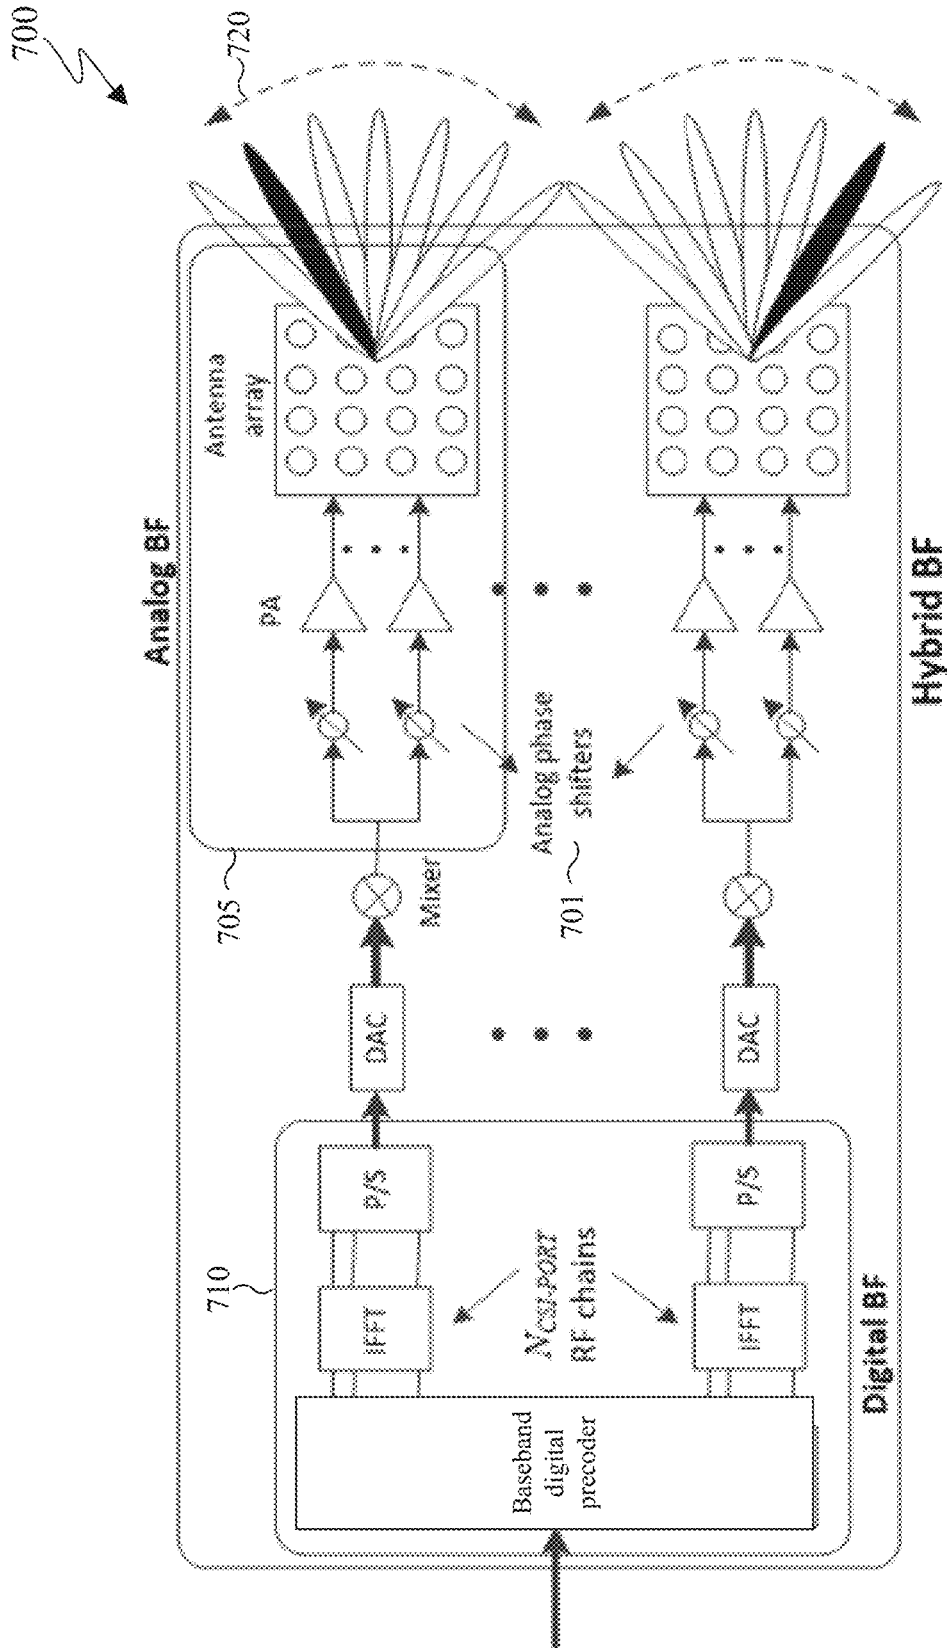 700
720
Analog BF
Antenna
array
PA
705
Mixer
701
Analog phase
shifters
DAC
DAC
710
P/S
P/S
IFFT
IFFT
N_CSI-PORT
RF chains
Baseband
digital
precoder
Digital BF
Hybrid BF